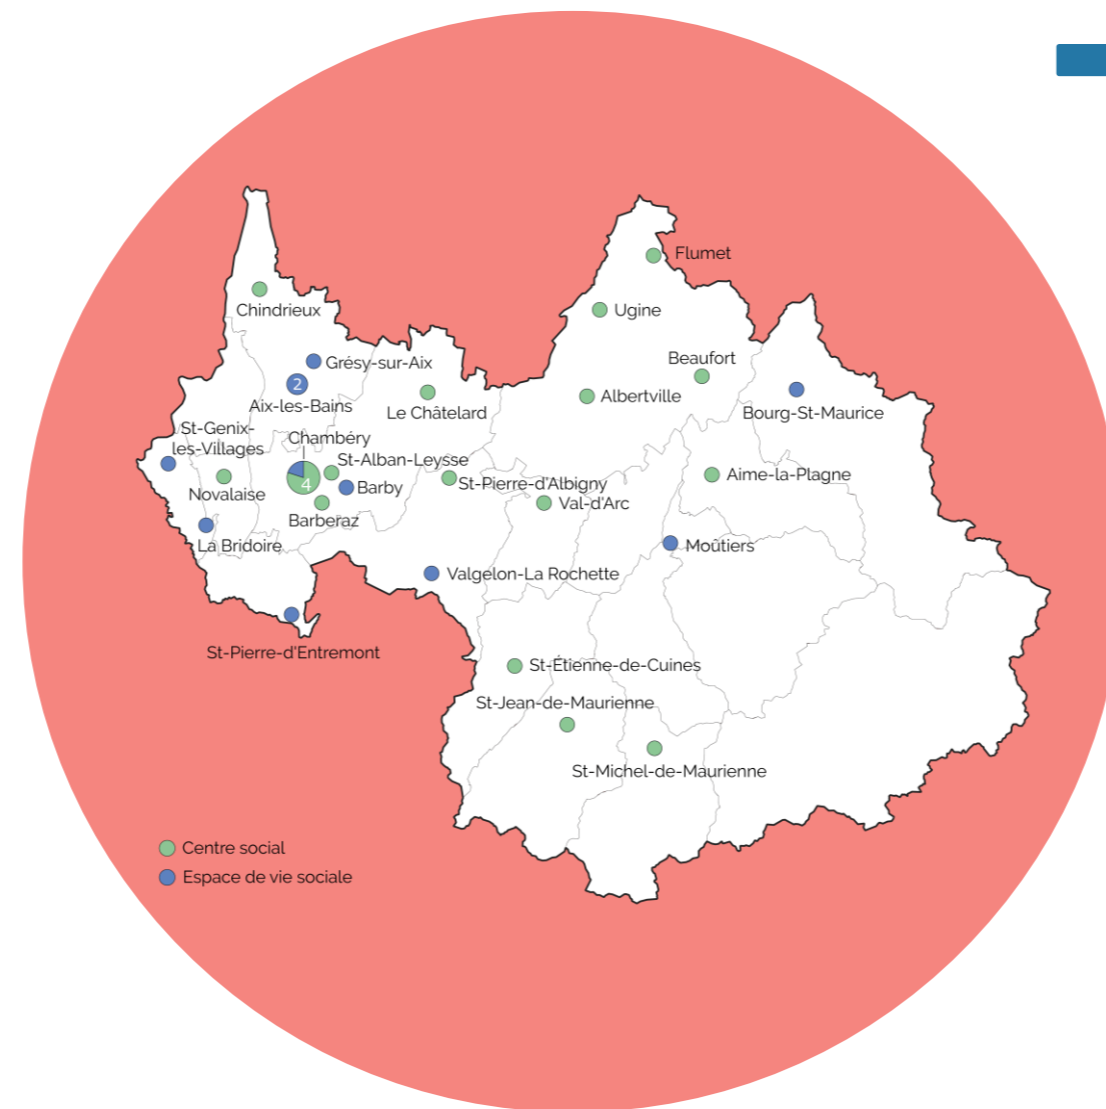 Flumet
Chindrieux
Ugine
Beaufort
Grésy-sur-Aix
2
Aix-les-Bains
Albertville
Le Châtelard
Bourg-St-Maurice
St-Genix-
les-Villages
Chambéry
St-Alban-Leysse
4
Novalaise
Barby
St-Pierre-d'Albigny
Aime-la-Plagne
Barberaz
Val-d'Arc
La Bridoire
Moûtiers
Valgelon-La Rochette
St-Pierre-d'Entremont
St-Étienne-de-Cuines
St-Jean-de-Maurienne
St-Michel-de-Maurienne
Centre social
Espace de vie sociale